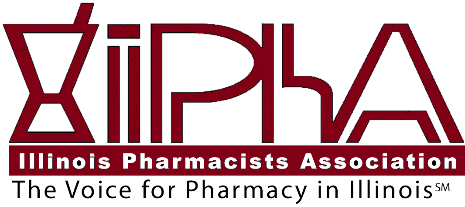 iPhA
Illinois Pharmacists Association
The Voice for Pharmacy in Illinois℠